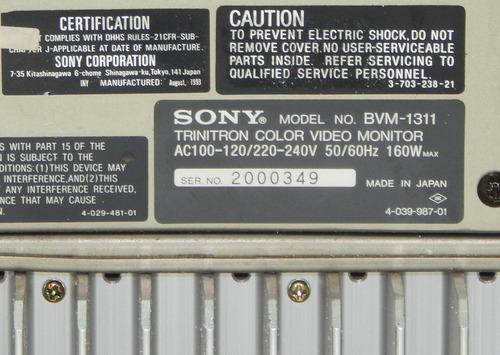 CERTIFICATION
COMPLIES WITH DHHS RULES-21CFR-SUB-
CHAPTER J-APPLICABLE AT DATE OF MANUFACTURE.
SONY CORPORATION
7-35 Kitashinagawa 6-chome Shinagawa-ku, Tokyo, 141 Japan
MANUFACTURED: August, 1993
CAUTION
TO PREVENT ELECTRIC SHOCK, DO NOT
REMOVE COVER. NO USER-SERVICEABLE
PARTS INSIDE. REFER SERVICING TO
QUALIFIED SERVICE PERSONNEL.
3-703-238-21
S WITH PART 15 OF THE
N IS SUBJECT TO THE
DITIONS:(1)THIS DEVICE MAY
INTERFERENCE, AND(2)THIS
ANY INTERFERENCE RECEIVED,
NCE THAT MAY CAUSE
N.
4-029-481-01
SONY® MODEL NO. BVM-1311
TRINITRON COLOR VIDEO MONITOR
AC100-120/220-240V 50/60Hz 160WMAX
SER. NO. 2000349
MADE IN JAPAN
4-039-987-01